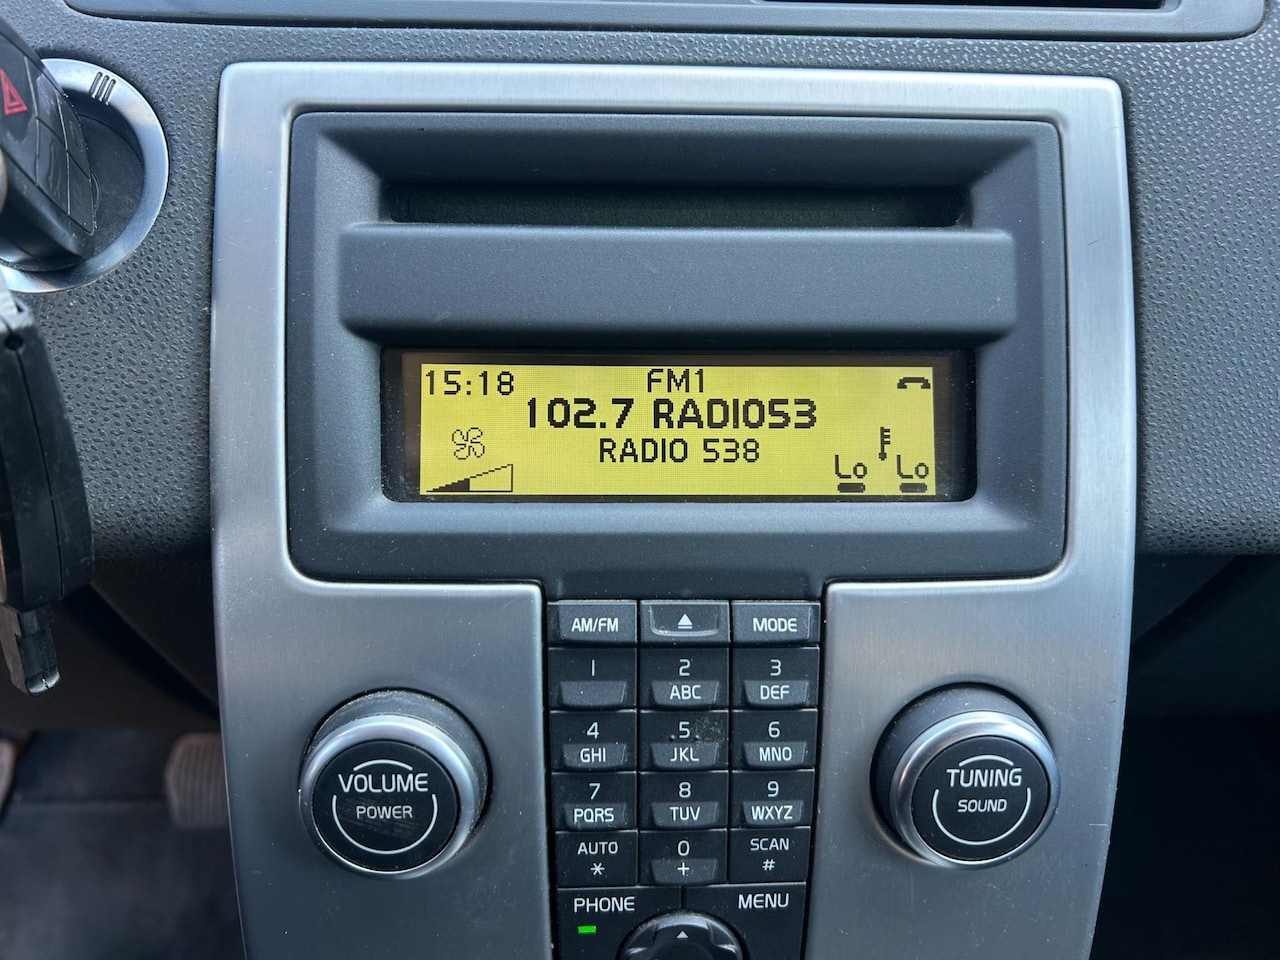 15:18 FM1
102.7 RADIO53
RADIO 538
Lo Lo
AM/FM MODE
1 2 3
ABC DEF
4 5 6
GHI JKL MNO
7 8 9
PQRS TUV WXYZ
AUTO 0 SCAN
* + #
PHONE MENU
VOLUME
POWER
TUNING
SOUND